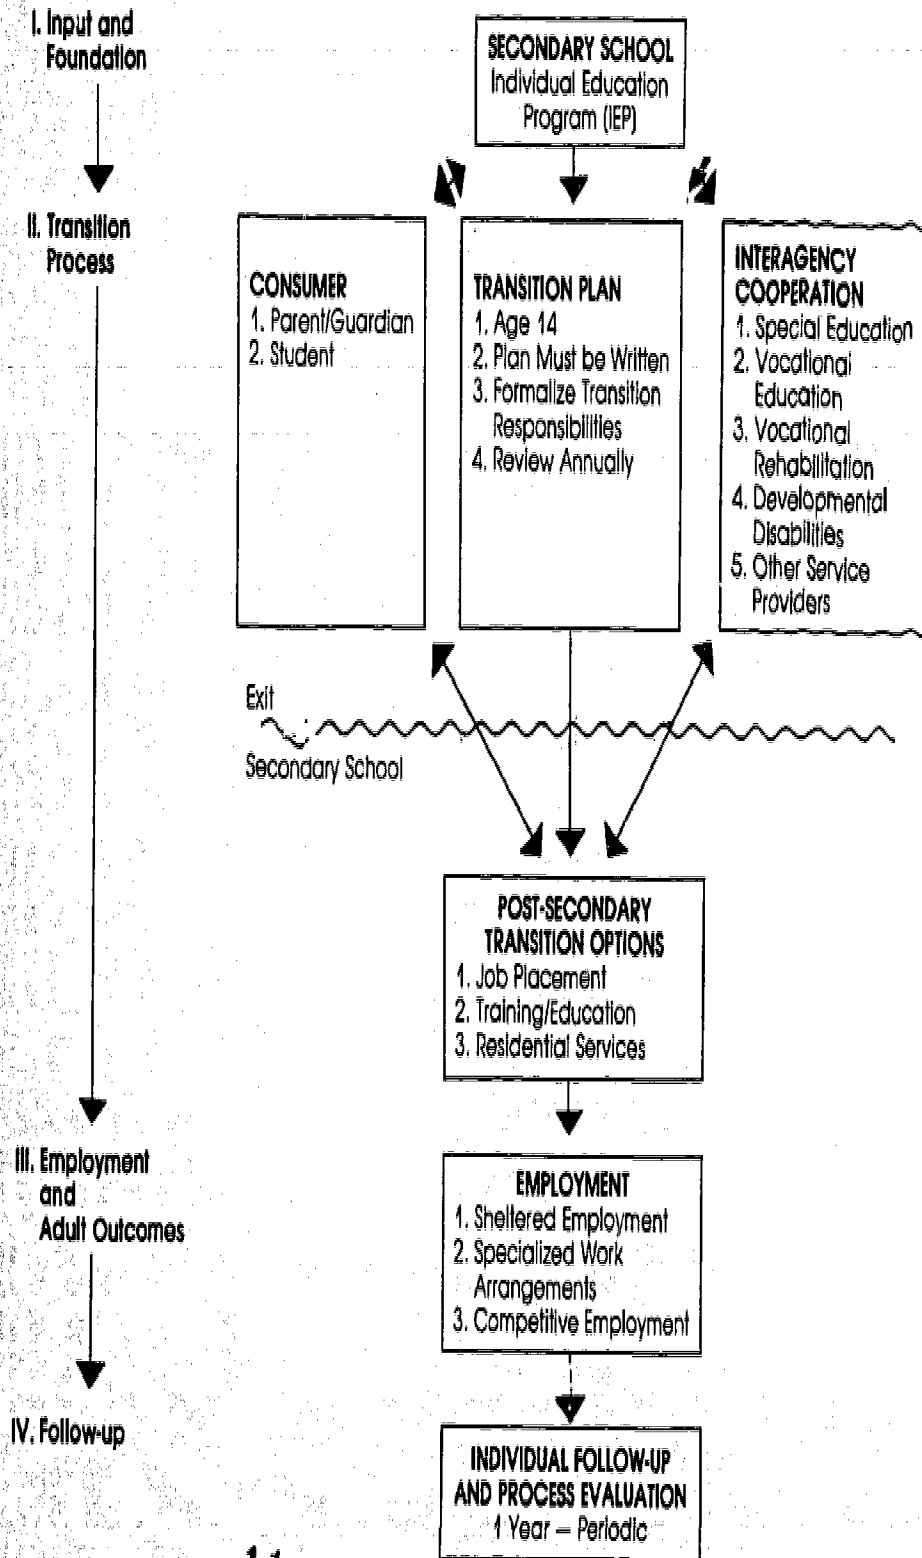 I. Input and
Foundation
SECONDARY SCHOOL
Individual Education
Program (IEP)
II. Transition
Process
CONSUMER
1. Parent/Guardian
2. Student
TRANSITION PLAN
1. Age 14
2. Plan Must be Written
3. Formalize Transition
Responsibilities
4. Review Annually
INTERAGENCY
COOPERATION
1. Special Education
2. Vocational
Education
3. Vocational
Rehabilitation
4. Developmental
Disabilities
5. Other Service
Providers
Exit
Secondary School
POST-SECONDARY
TRANSITION OPTIONS
1. Job Placement
2. Training/Education
3. Residential Services
III. Employment
and
Adult Outcomes
EMPLOYMENT
1. Sheltered Employment
2. Specialized Work
Arrangements
3. Competitive Employment
IV. Follow-up
INDIVIDUAL FOLLOW-UP
AND PROCESS EVALUATION
1 Year — Periodic